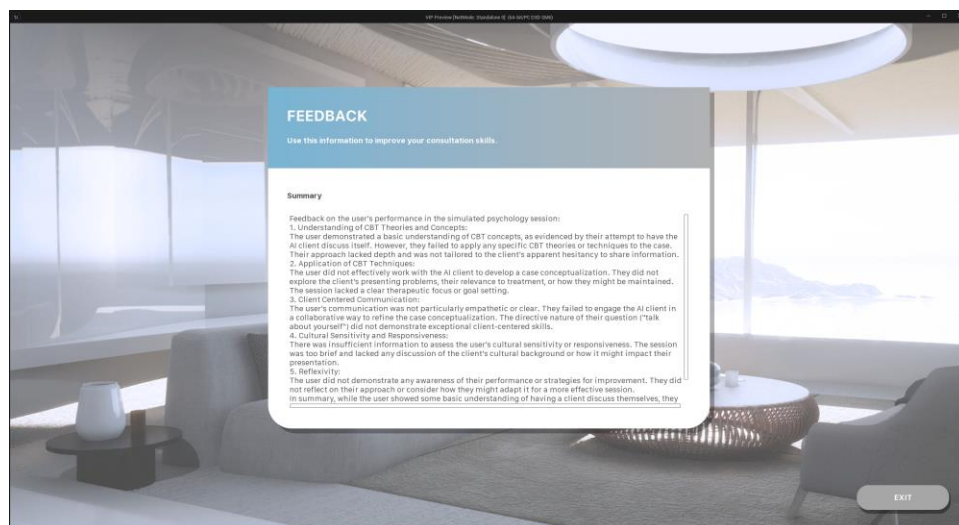 VIP Preview [NetMode: Standalone 0] (64-bit/PC D3D SM6)
FEEDBACK
Use this information to improve your consultation skills.
Summary
Feedback on the user's performance in the simulated psychology session:
1. Understanding of CBT Theories and Concepts:
The user demonstrated a basic understanding of CBT concepts, as evidenced by their attempt to have the
AI client discuss itself. However, they failed to apply any specific CBT theories or techniques to the case.
Their approach lacked depth and was not tailored to the client's apparent hesitancy to share information.
2. Application of CBT Techniques:
The user did not effectively work with the AI client to develop a case conceptualization. They did not
explore the client's presenting problems, their relevance to treatment, or how they might be maintained.
The session lacked a clear therapeutic focus or goal setting.
3. Client Centered Communication:
The user's communication was not particularly empathetic or clear. They failed to engage the AI client in
a collaborative way to refine the case conceptualization. The directive nature of their question ("talk
about yourself") did not demonstrate exceptional client-centered skills.
4. Cultural Sensitivity and Responsiveness:
There was insufficient information to assess the user's cultural sensitivity or responsiveness. The session
was too brief and lacked any discussion of the client's cultural background or how it might impact their
presentation.
5. Reflexivity:
The user did not demonstrate any awareness of their performance or strategies for improvement. They did
not reflect on their approach or consider how they might adapt it for a more effective session.
In summary, while the user showed some basic understanding of having a client discuss themselves, they
EXIT